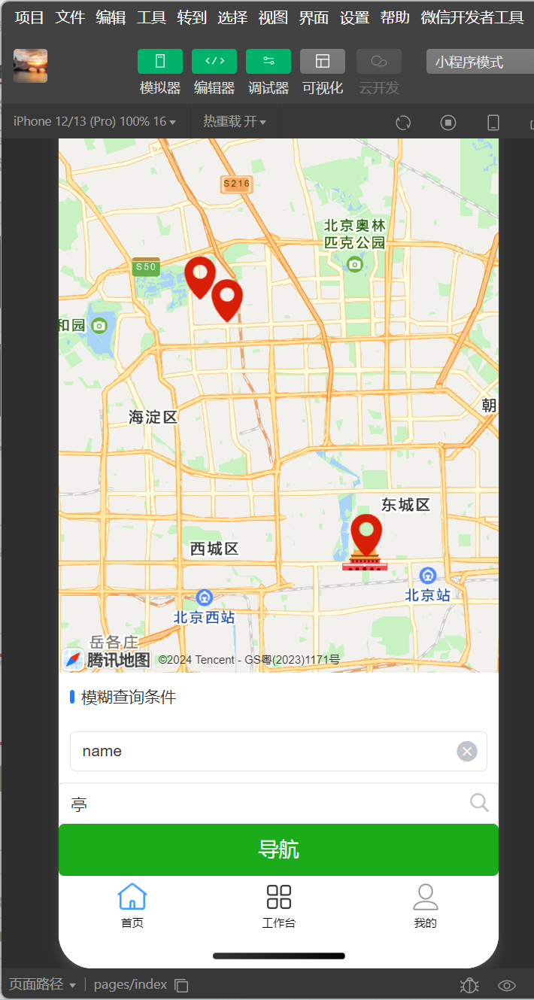 项目 文件 编辑 工具 转到 选择 视图 界面 设置 帮助 微信开发者工具
模拟器 编辑器 调试器 可视化 云开发 小程序模式
iPhone 12/13 (Pro) 100% 16 热重载 开
S216
北京奥林
匹克公园
S50
和园
海淀区
朝
东城区
西城区
北京站
北京西站
岳各庄
腾讯地图 ©2024 Tencent - GS粤(2023)1171号
模糊查询条件
name
亭
导航
首页 工作台 我的
页面路径 pages/index